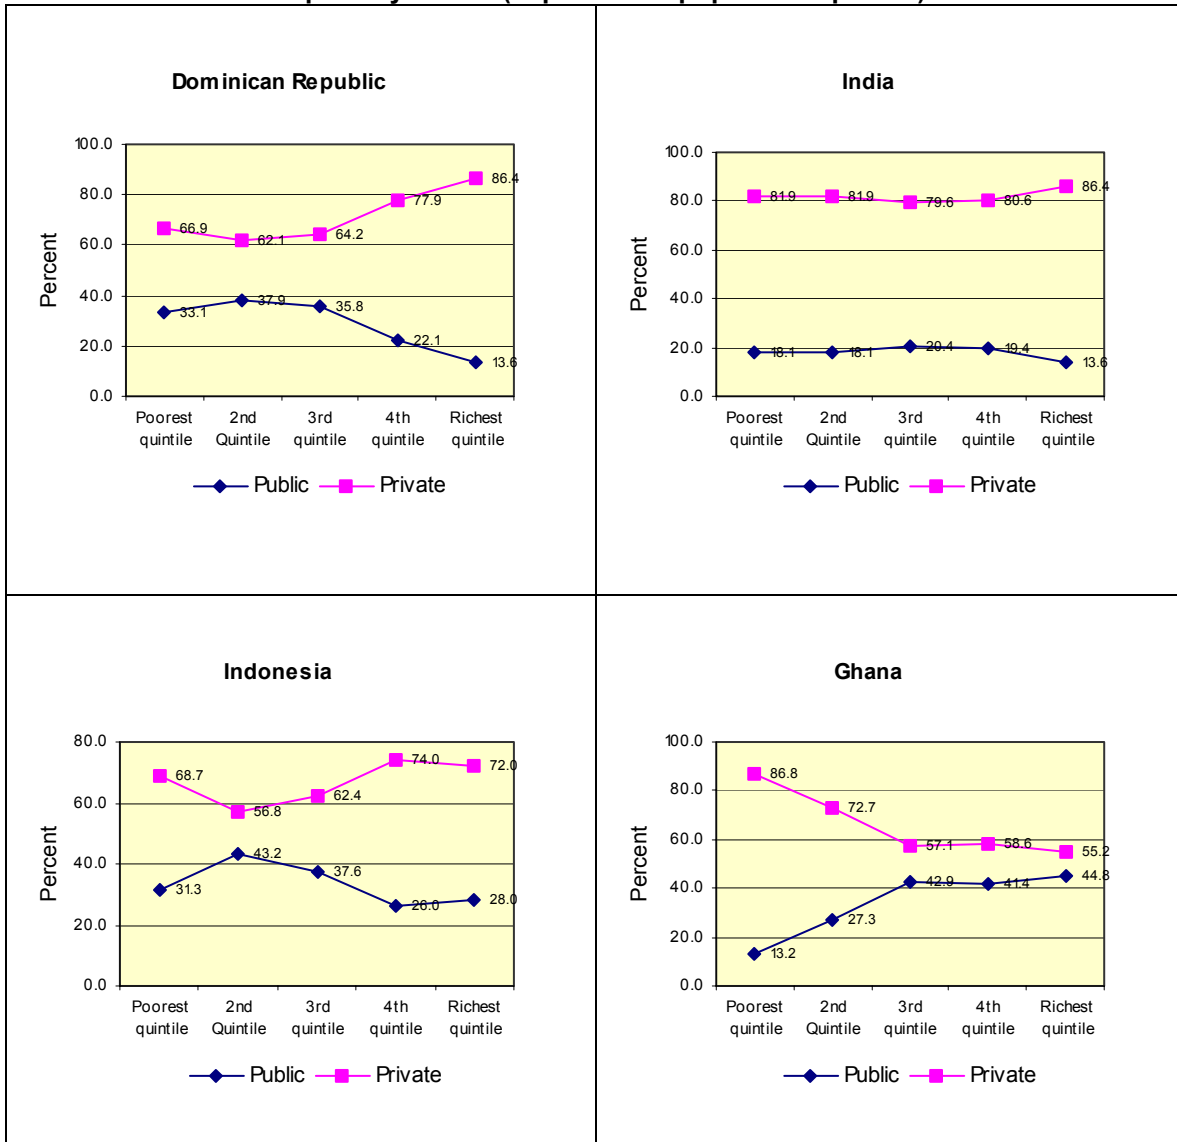 Dominican Republic
100.0
80.0
60.0
40.0
20.0
0.0
Percent
66.9
62.1
64.2
77.9
86.4
33.1
37.9
35.8
22.1
13.6
Poorest quintile
2nd Quintile
3rd quintile
4th quintile
Richest quintile
Public Private
India
100.0
80.0
60.0
40.0
20.0
0.0
Percent
81.9
81.9
79.6
80.6
86.4
18.1
18.1
20.4
19.4
13.6
Poorest quintile
2nd Quintile
3rd quintile
4th quintile
Richest quintile
Public Private
Indonesia
80.0
60.0
40.0
20.0
0.0
Percent
68.7
56.8
62.4
74.0
72.0
31.3
43.2
37.6
26.0
28.0
Poorest quintile
2nd Quintile
3rd quintile
4th quintile
Richest quintile
Public Private
Ghana
100.0
80.0
60.0
40.0
20.0
0.0
Percent
86.8
72.7
57.1
58.6
55.2
13.2
27.3
42.9
41.4
44.8
Poorest quintile
2nd Quintile
3rd quintile
4th quintile
Richest quintile
Public Private